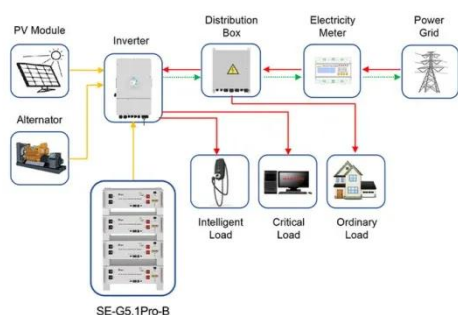 PV Module
Inverter
Distribution
Box
Electricity
Meter
Power
Grid
Alternator
Intelligent
Load
Critical
Load
Ordinary
Load
SE-G5.1Pro-B